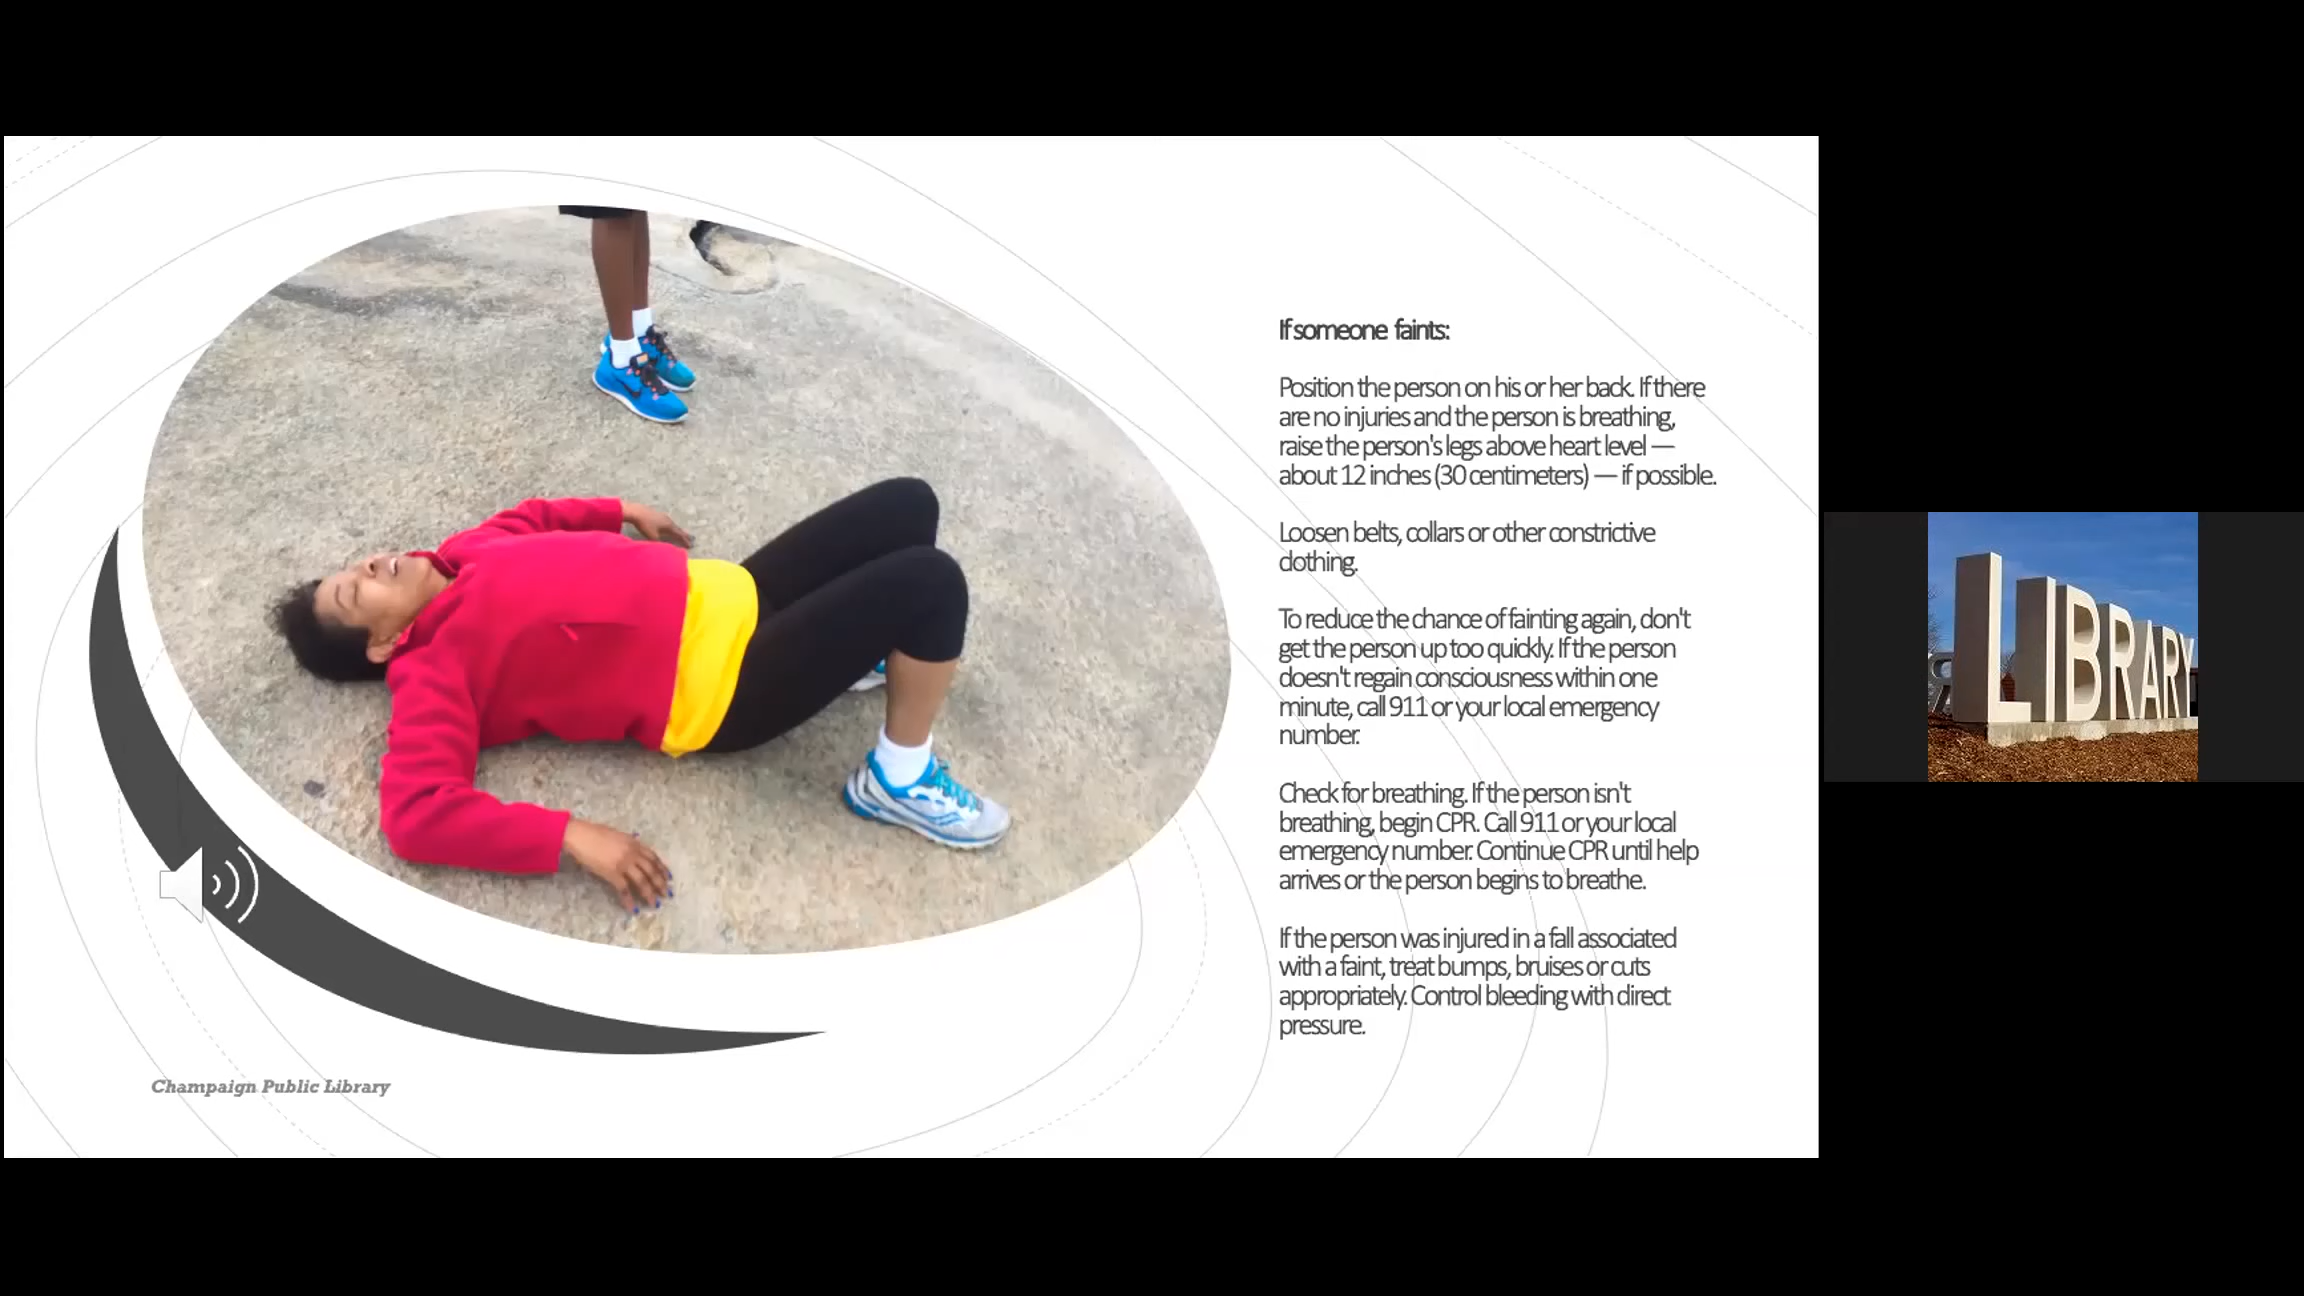 If someone faints:
Position the person on his or her back. If there
are no injuries and the person is breathing,
raise the person's legs above heart level —
about 12 inches (30 centimeters) — if possible.
Loosen belts, collars or other constrictive
clothing.
To reduce the chance of fainting again, don't
get the person up too quickly. If the person
doesn't regain consciousness within one
minute, call 911 or your local emergency
number.
Check for breathing. If the person isn't
breathing, begin CPR. Call 911 or your local
emergency number. Continue CPR until help
arrives or the person begins to breathe.
If the person was injured in a fall associated
with a faint, treat bumps, bruises or cuts
appropriately. Control bleeding with direct
pressure.
Champaign Public Library
LIBRARY